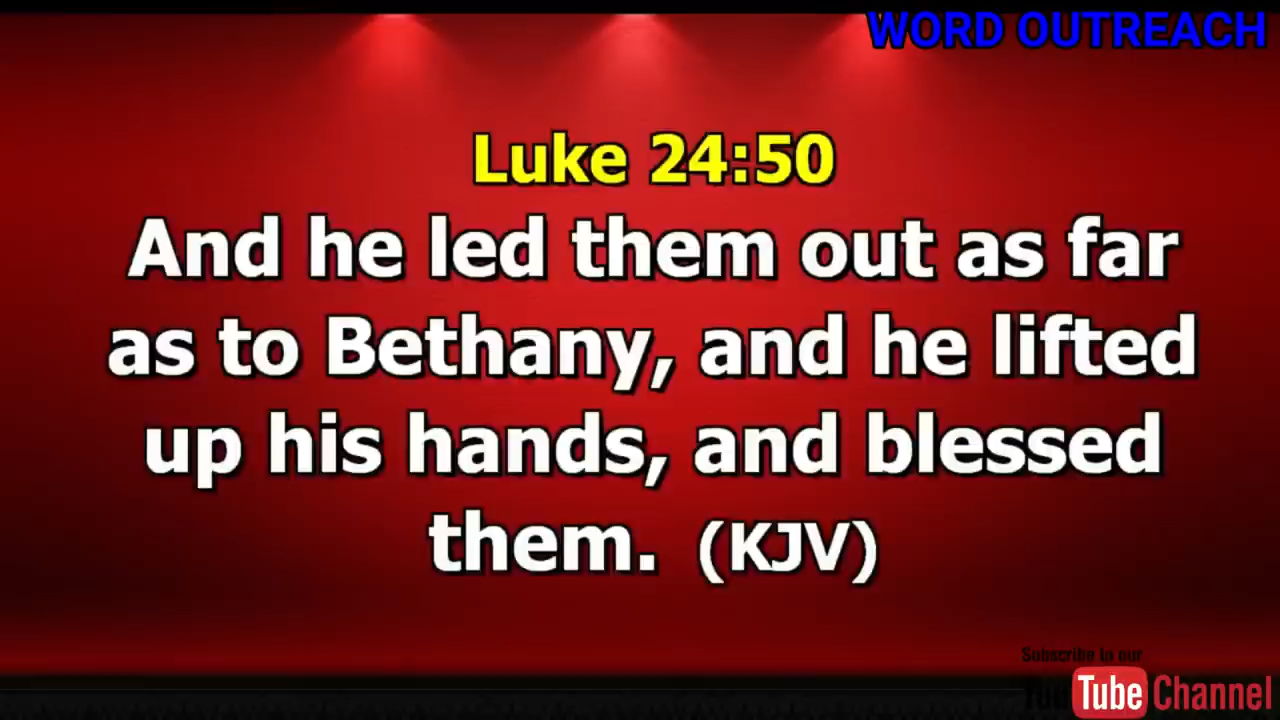 WORD OUTREACH
Luke 24:50
And he led them out as far
as to Bethany, and he lifted
up his hands, and blessed
them. (KJV)
Subscribe to our
YouTube Channel